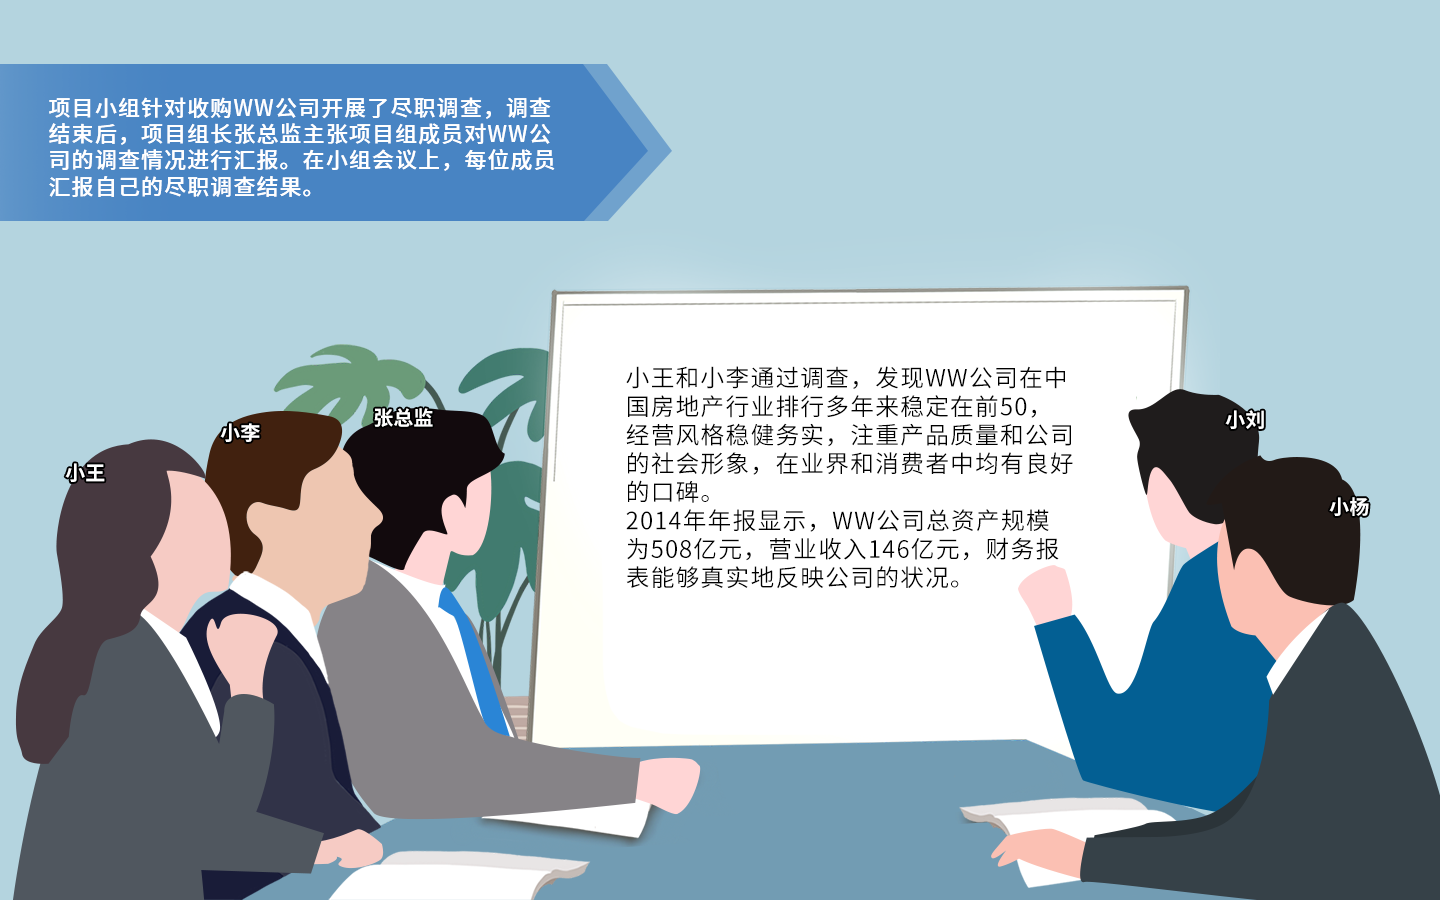 项目小组针对收购WW公司开展了尽职调查，调查
结束后，项目组长张总监主张项目组成员对WW公
司的调查情况进行汇报。在小组会议上，每位成员
汇报自己的尽职调查结果。
小王和小李通过调查，发现WW公司在中
国房地产行业排行多年来稳定在前50，
经营风格稳健务实，注重产品质量和公司
的社会形象，在业界和消费者中均有良好
的口碑。
2014年年报显示，WW公司总资产规模
为508亿元，营业收入146亿元，财务报
表能够真实地反映公司的状况。
小王
小李
张总监
小刘
小杨